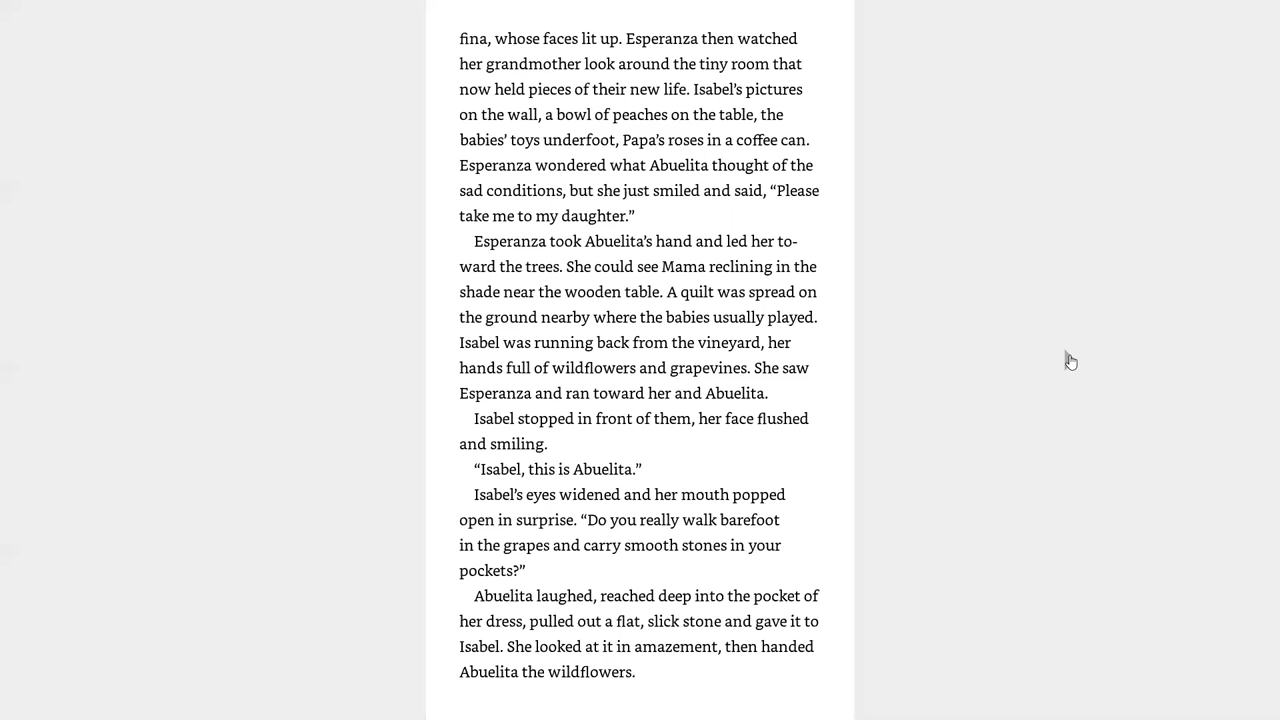 fina, whose faces lit up. Esperanza then watched
her grandmother look around the tiny room that
now held pieces of their new life. Isabel’s pictures
on the wall, a bowl of peaches on the table, the
babies’ toys underfoot, Papa’s roses in a coffee can.
Esperanza wondered what Abuelita thought of the
sad conditions, but she just smiled and said, “Please
take me to my daughter.”
Esperanza took Abuelita’s hand and led her to-
ward the trees. She could see Mama reclining in the
shade near the wooden table. A quilt was spread on
the ground nearby where the babies usually played.
Isabel was running back from the vineyard, her
hands full of wildflowers and grapevines. She saw
Esperanza and ran toward her and Abuelita.
Isabel stopped in front of them, her face flushed
and smiling.
“Isabel, this is Abuelita.”
Isabel’s eyes widened and her mouth popped
open in surprise. “Do you really walk barefoot
in the grapes and carry smooth stones in your
pockets?”
Abuelita laughed, reached deep into the pocket of
her dress, pulled out a flat, slick stone and gave it to
Isabel. She looked at it in amazement, then handed
Abuelita the wildflowers.